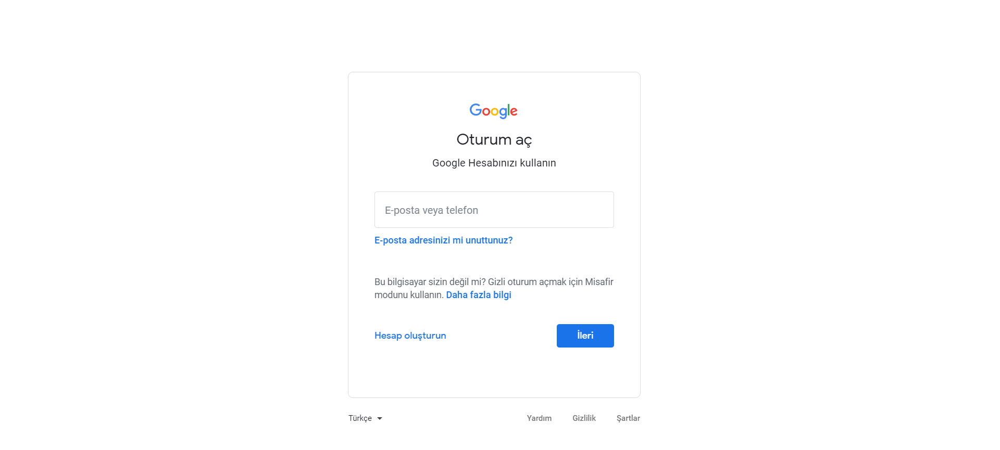 Google
Oturum aç
Google Hesabınızı kullanın
E-posta veya telefon
E-posta adresinizi mi unuttunuz?
Bu bilgisayar sizin değil mi? Gizli oturum açmak için Misafir
modunu kullanın. Daha fazla bilgi
Hesap oluşturun
İleri
Türkçe
Yardım
Gizlilik
Şartlar